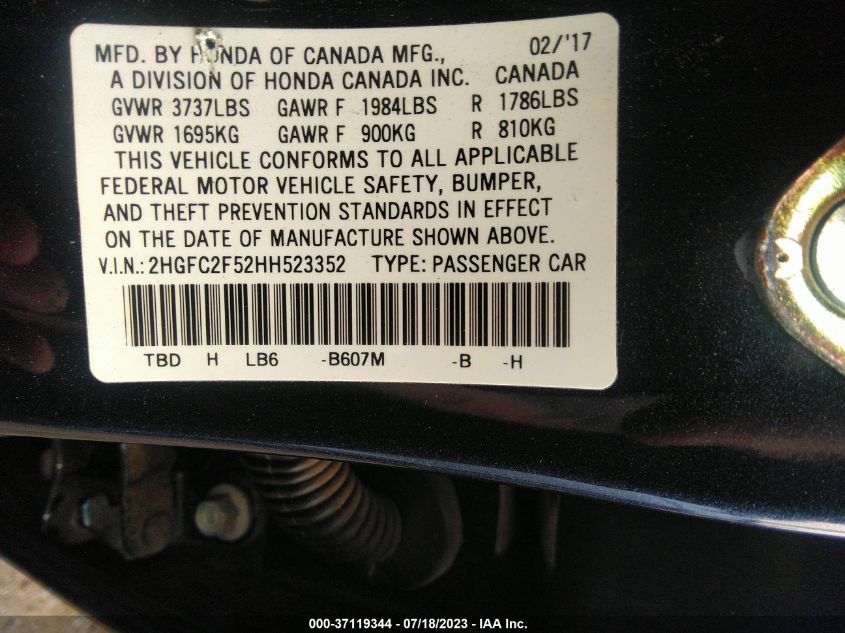 MFD. BY HONDA OF CANADA MFG., 02/'17
A DIVISION OF HONDA CANADA INC. CANADA
GVWR 3737LBS GAWR F 1984LBS R 1786LBS
GVWR 1695KG GAWR F 900KG R 810KG
THIS VEHICLE CONFORMS TO ALL APPLICABLE
FEDERAL MOTOR VEHICLE SAFETY, BUMPER,
AND THEFT PREVENTION STANDARDS IN EFFECT
ON THE DATE OF MANUFACTURE SHOWN ABOVE.
V.I.N.: 2HGFC2F52HH523352 TYPE: PASSENGER CAR
TBD H LB6 -B607M -B -H
000-37119344 - 07/18/2023 - IAA Inc.